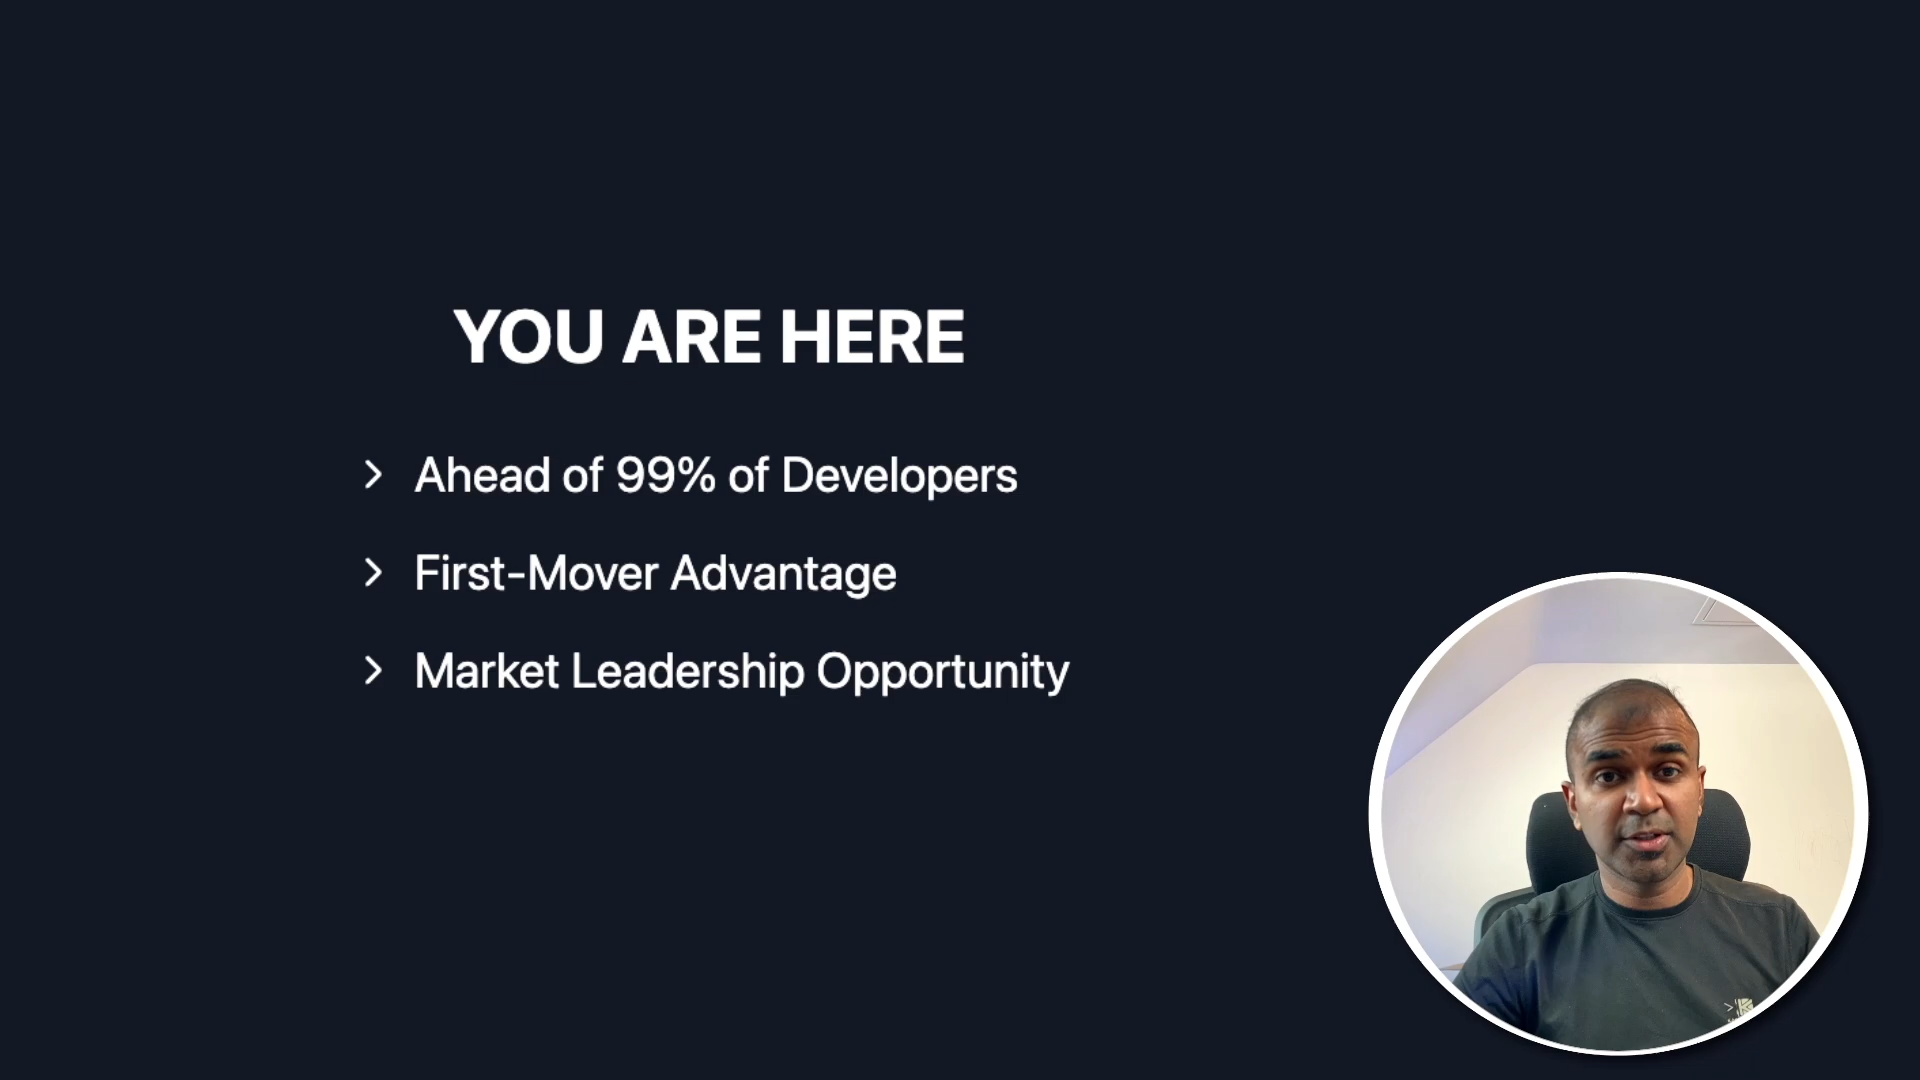 YOU ARE HERE
> Ahead of 99% of Developers
> First-Mover Advantage
> Market Leadership Opportunity